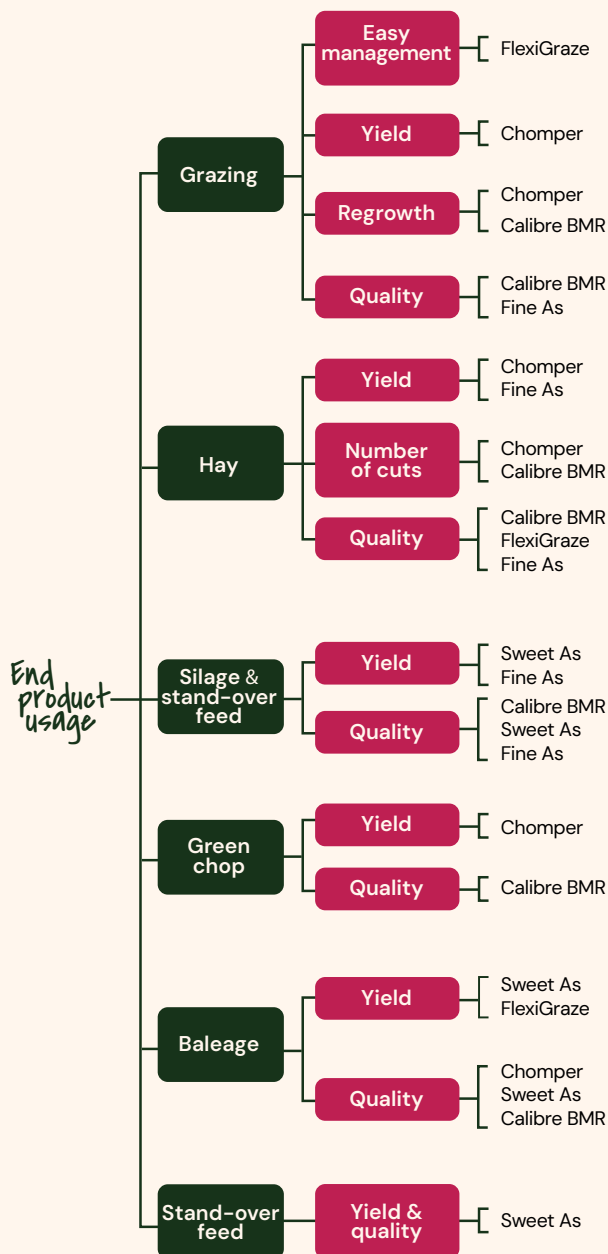 End
product
usage
Grazing
Easy
management
FlexiGraze
Yield
Chomper
Regrowth
Chomper
Calibre BMR
Quality
Calibre BMR
Fine As
Hay
Yield
Chomper
Fine As
Number
of cuts
Chomper
Calibre BMR
Quality
Calibre BMR
FlexiGraze
Fine As
Silage &
stand-over
feed
Yield
Sweet As
Fine As
Quality
Calibre BMR
Sweet As
Fine As
Green
chop
Yield
Chomper
Quality
Calibre BMR
Baleage
Yield
Sweet As
FlexiGraze
Quality
Chomper
Sweet As
Calibre BMR
Stand-over
feed
Yield &
quality
Sweet As